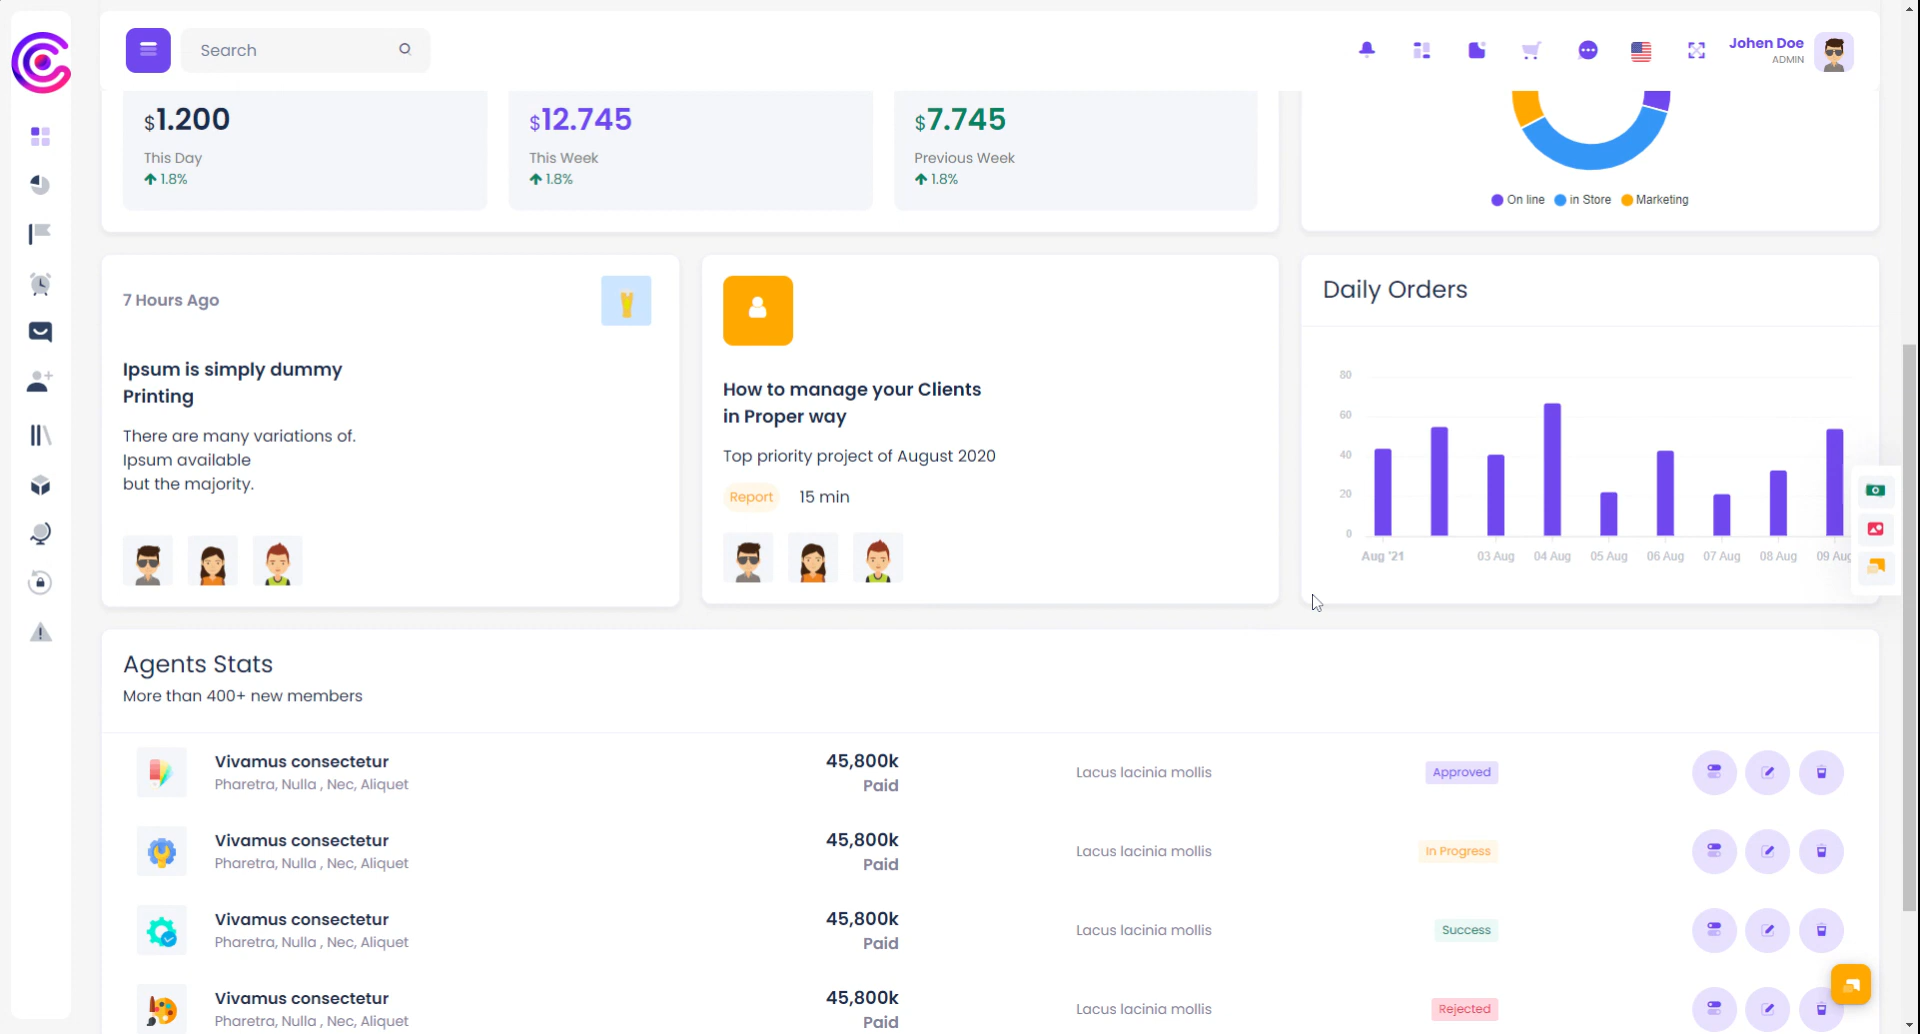 Search
Johen Doe
ADMIN
$1.200
This Day
1.8%
$12.745
This Week
1.8%
$7.745
Previous Week
1.8%
On line
in Store
Marketing
7 Hours Ago
Ipsum is simply dummy
Printing
There are many variations of.
Ipsum available
but the majority.
How to manage your Clients
in Proper way
Top priority project of August 2020
Report
15 min
Daily Orders
80
60
40
20
0
Aug '21
03 Aug
04 Aug
05 Aug
06 Aug
07 Aug
08 Aug
09 Aug
Agents Stats
More than 400+ new members
Vivamus consectetur
Pharetra, Nulla , Nec, Aliquet
45,800k
Paid
Lacus lacinia mollis
Approved
Vivamus consectetur
Pharetra, Nulla , Nec, Aliquet
45,800k
Paid
Lacus lacinia mollis
In Progress
Vivamus consectetur
Pharetra, Nulla , Nec, Aliquet
45,800k
Paid
Lacus lacinia mollis
Success
Vivamus consectetur
Pharetra, Nulla , Nec, Aliquet
45,800k
Paid
Lacus lacinia mollis
Rejected